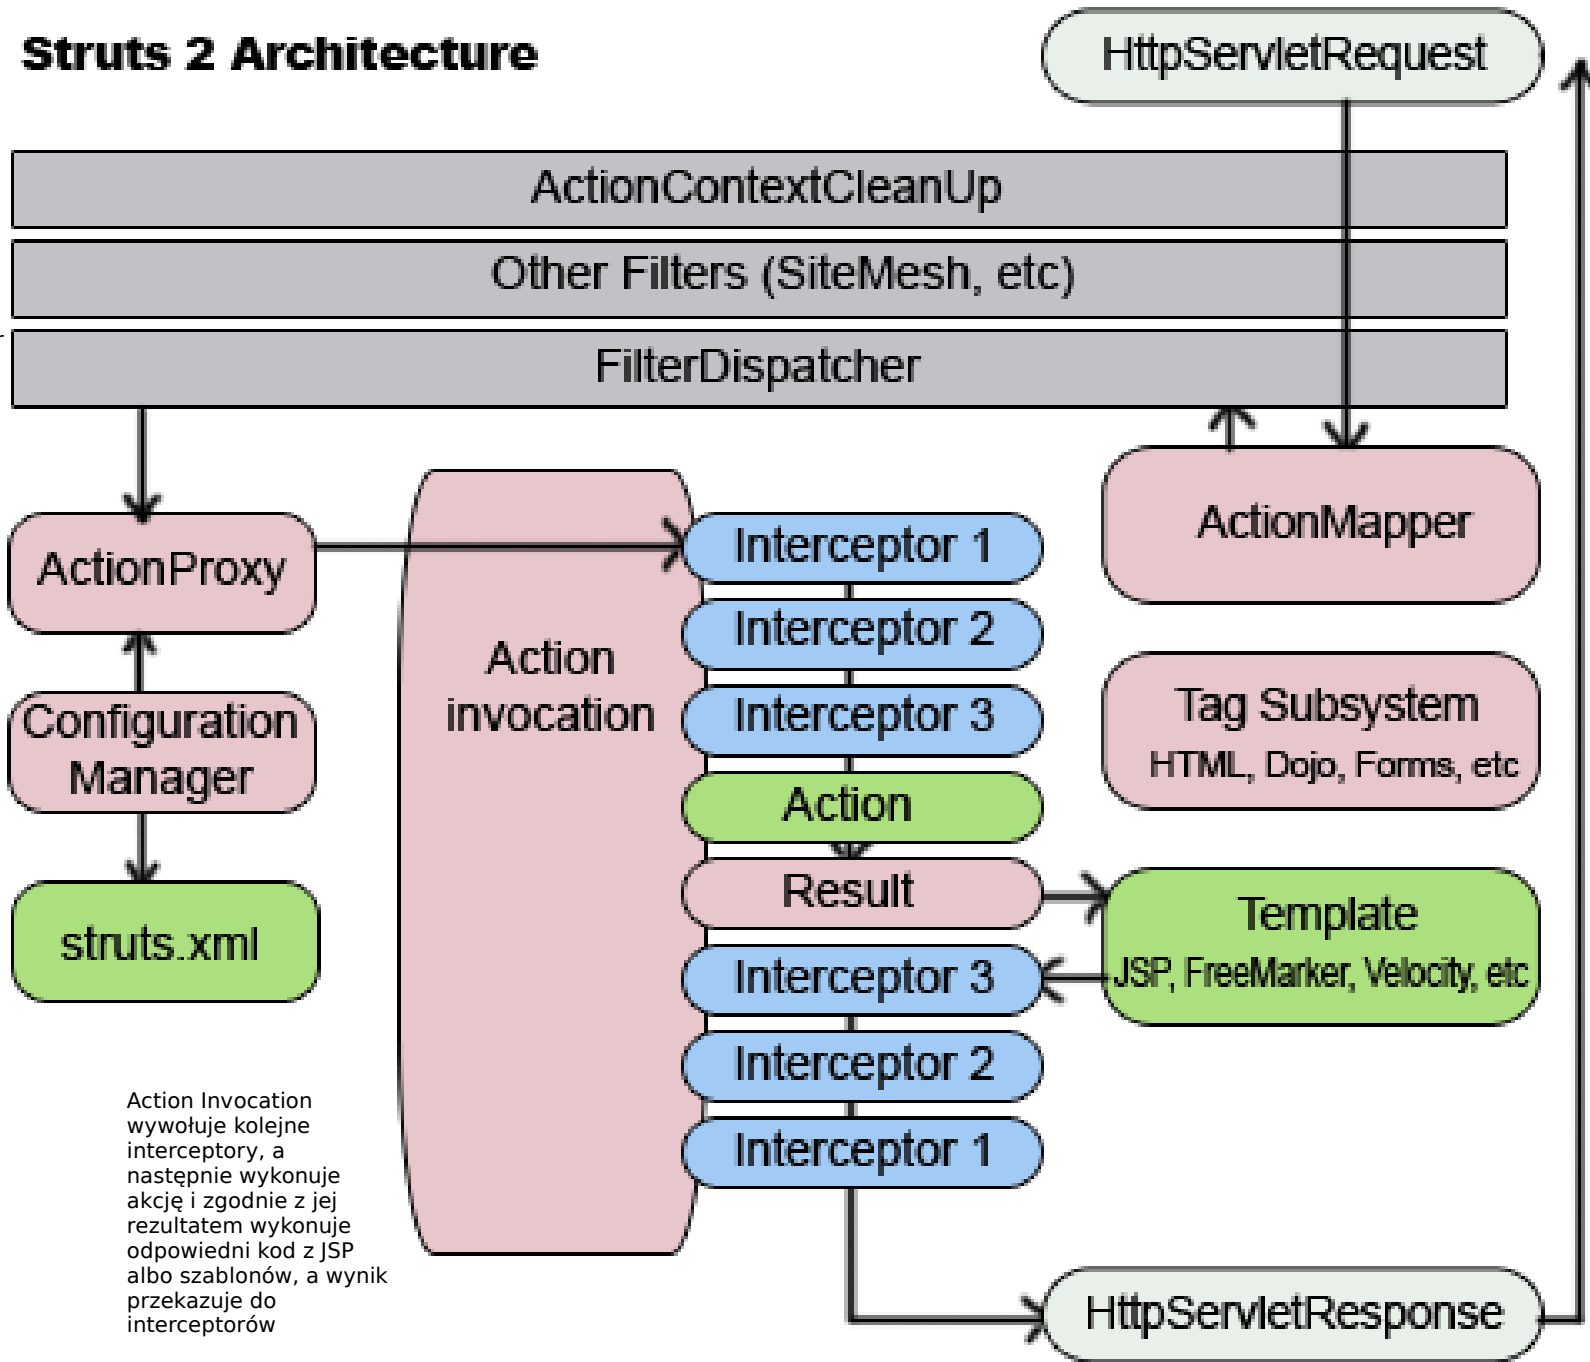 Struts 2 Architecture
HttpServletRequest
ActionContextCleanUp
Other Filters (SiteMesh, etc)
FilterDispatcher
ActionProxy
Configuration
Manager
struts.xml
Action
invocation
Interceptor 1
Interceptor 2
Interceptor 3
Action
Result
Interceptor 3
Interceptor 2
Interceptor 1
ActionMapper
Tag Subsystem
HTML, Dojo, Forms, etc
Template
JSP, FreeMarker, Velocity, etc
Action Invocation
wywołuje kolejne
interceptory, a
następnie wykonuje
akcję i zgodnie z jej
rezultatem wykonuje
odpowiedni kod z JSP
albo szablonów, a wynik
przekazuje do
interceptorów
HttpServletResponse